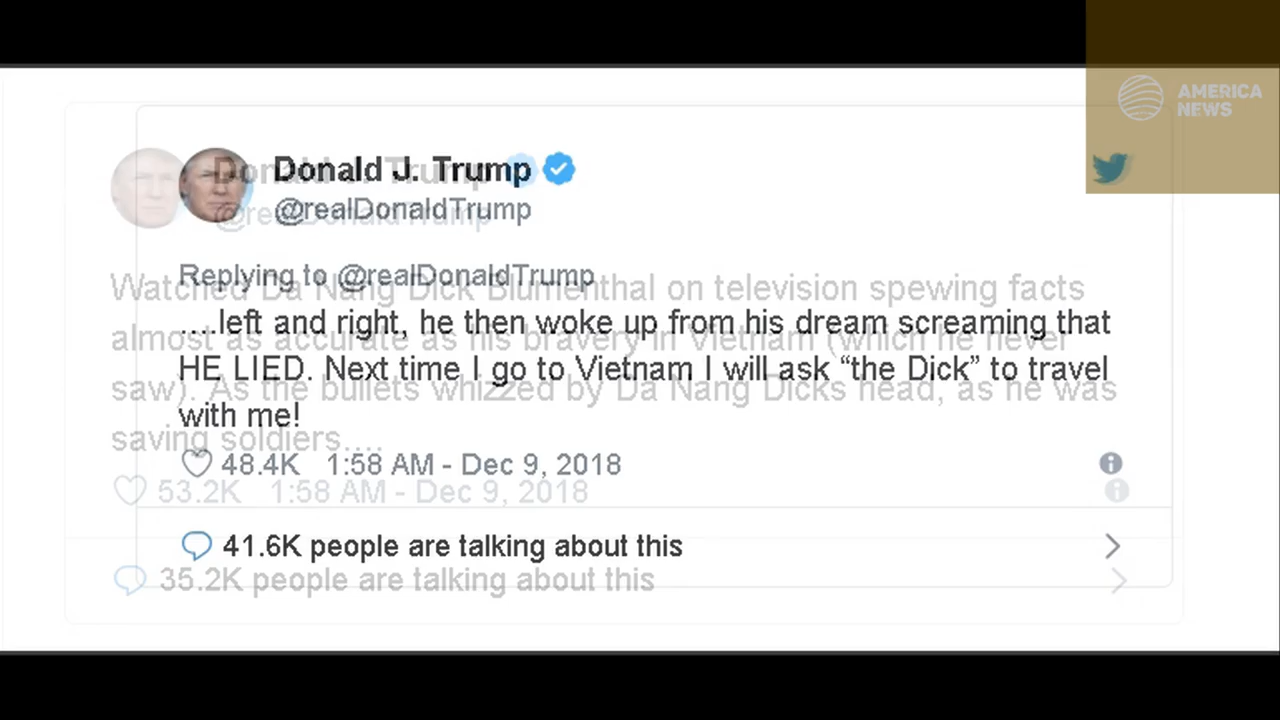 AMERICA
NEWS
Donald J. Trump
@realDonaldTrump
Replying to @realDonaldTrump
....left and right, he then woke up from his dream screaming that
HE LIED. Next time I go to Vietnam I will ask “the Dick” to travel
with me!
48.4K 1:58 AM - Dec 9, 2018
41.6K people are talking about this
Donald J. Trump
@realDonaldTrump
Watched Da Nang Dick Blumenthal on television spewing facts
almost as accurate as his bravery in Vietnam (which he never
saw). As the bullets whizzed by Da Nang Dicks head, as he was
saving soldiers....
53.2K 1:58 AM - Dec 9, 2018
35.2K people are talking about this